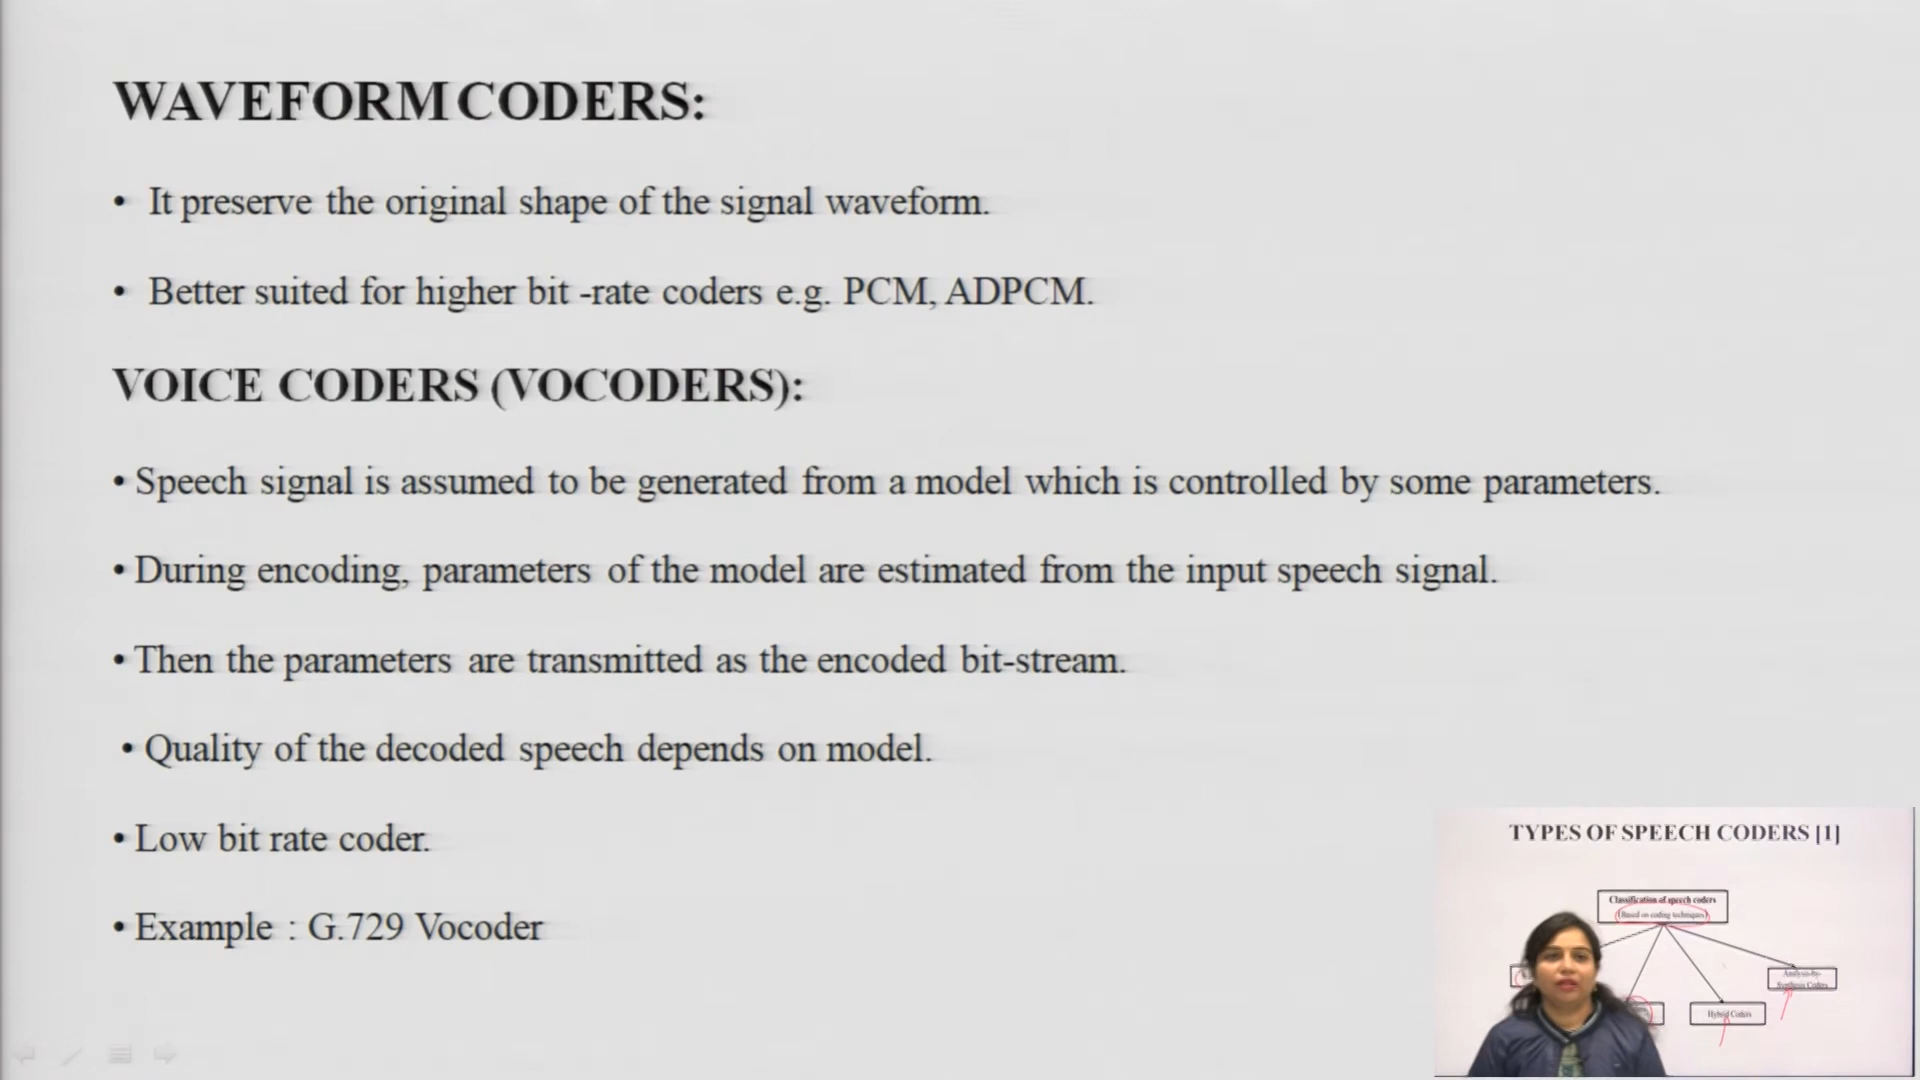 WAVEFORM CODERS:
• It preserve the original shape of the signal waveform.
• Better suited for higher bit -rate coders e.g. PCM, ADPCM.
VOICE CODERS (VOCODERS):
• Speech signal is assumed to be generated from a model which is controlled by some parameters.
• During encoding, parameters of the model are estimated from the input speech signal.
• Then the parameters are transmitted as the encoded bit-stream.
• Quality of the decoded speech depends on model.
• Low bit rate coder.
• Example : G.729 Vocoder
TYPES OF SPEECH CODERS [1]
Classification of speech coders
(Based on coding techniques)
Analysis-by-
Synthesis Coders
Hybrid Coders